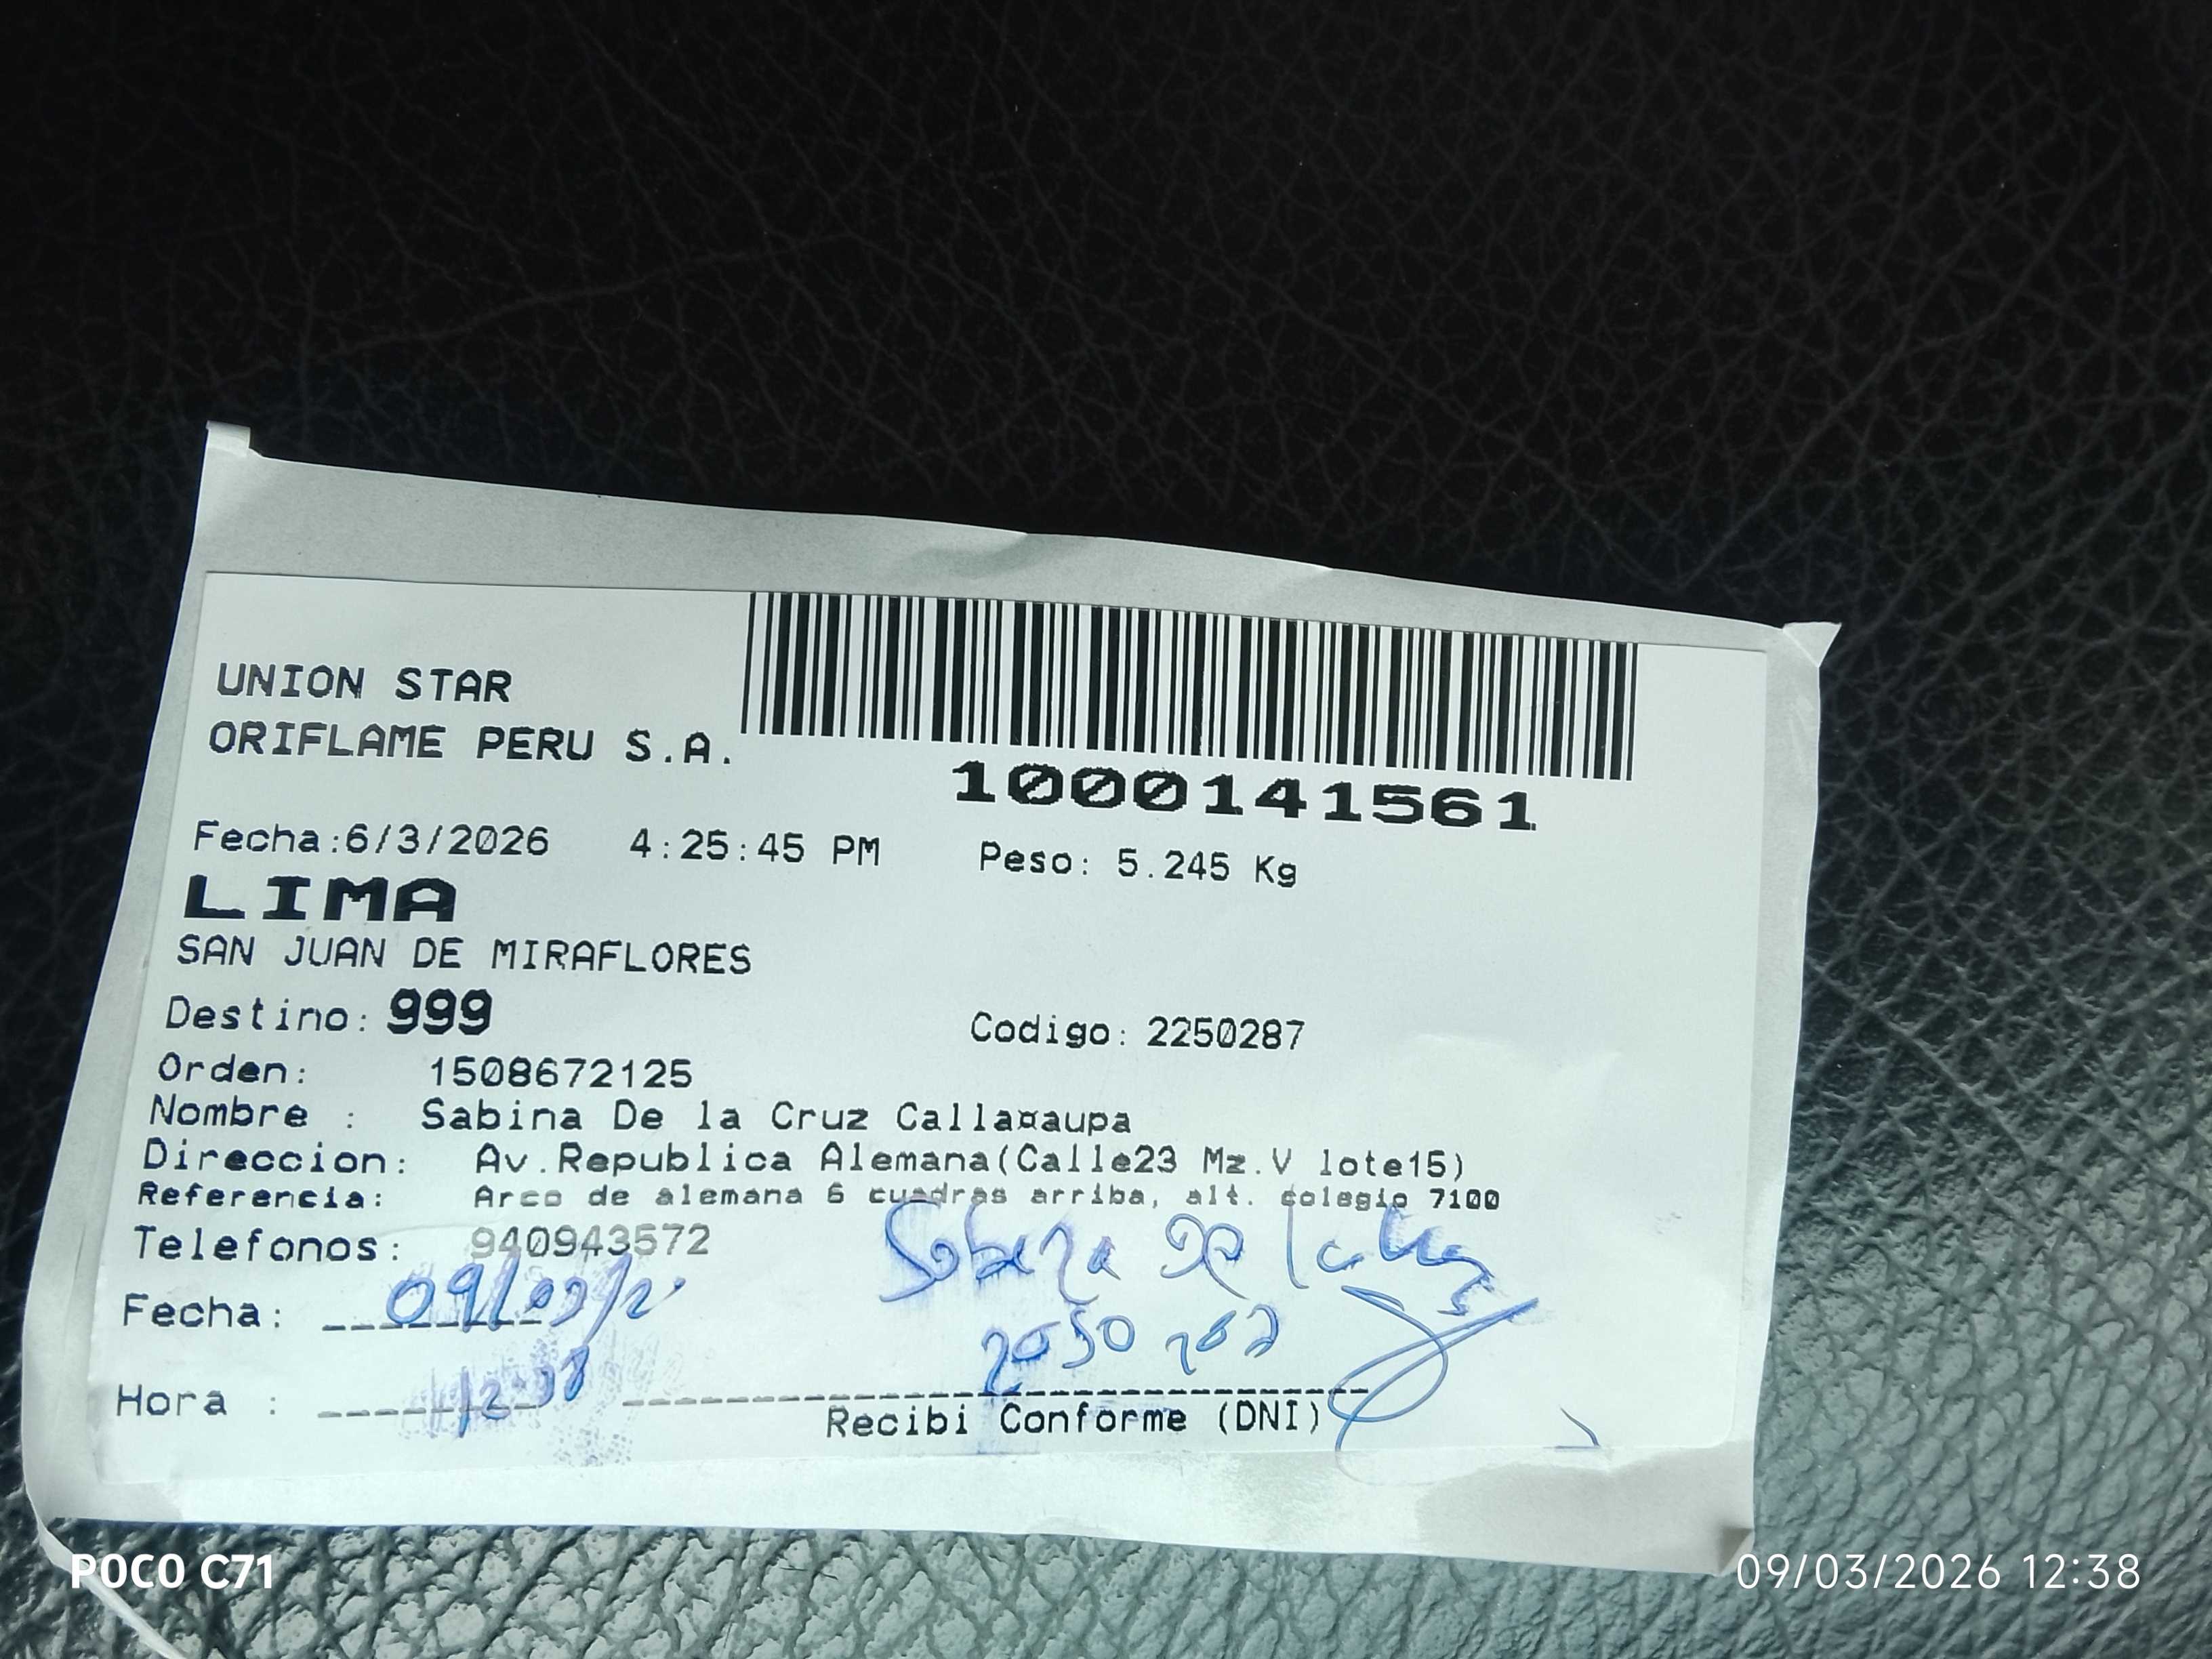 UNION STAR
ORIFLAME PERU S.A.
1000141561
Fecha:6/3/2026 4:25:45 PM Peso: 5.245 Kg
LIMA
SAN JUAN DE MIRAFLORES
Destino: 999 Codigo: 2250287
Orden: 1508672125
Nombre : Sabina De la Cruz Calla¤aupa
Direccion: Av.Republica Alemana(Calle23 Mz.V lote15)
Referencia: Arco de alemana 6 cuadras arriba, alt. colegio 7100
Telefonos: 940943572
Fecha:
Hora :
Recibi Conforme (DNI)
POCO C71
09/03/2026 12:38